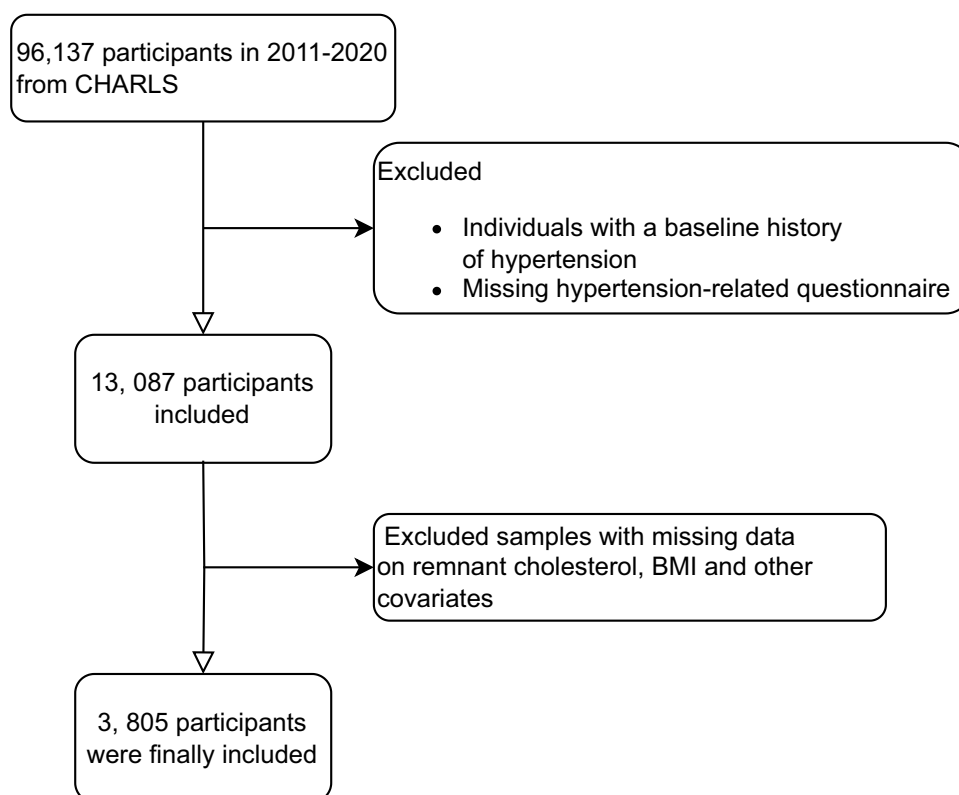 96,137 participants in 2011-2020
from CHARLS
Excluded
• Individuals with a baseline history
of hypertension
• Missing hypertension-related questionnaire
13, 087 participants
included
Excluded samples with missing data
on remnant cholesterol, BMI and other
covariates
3, 805 participants
were finally included